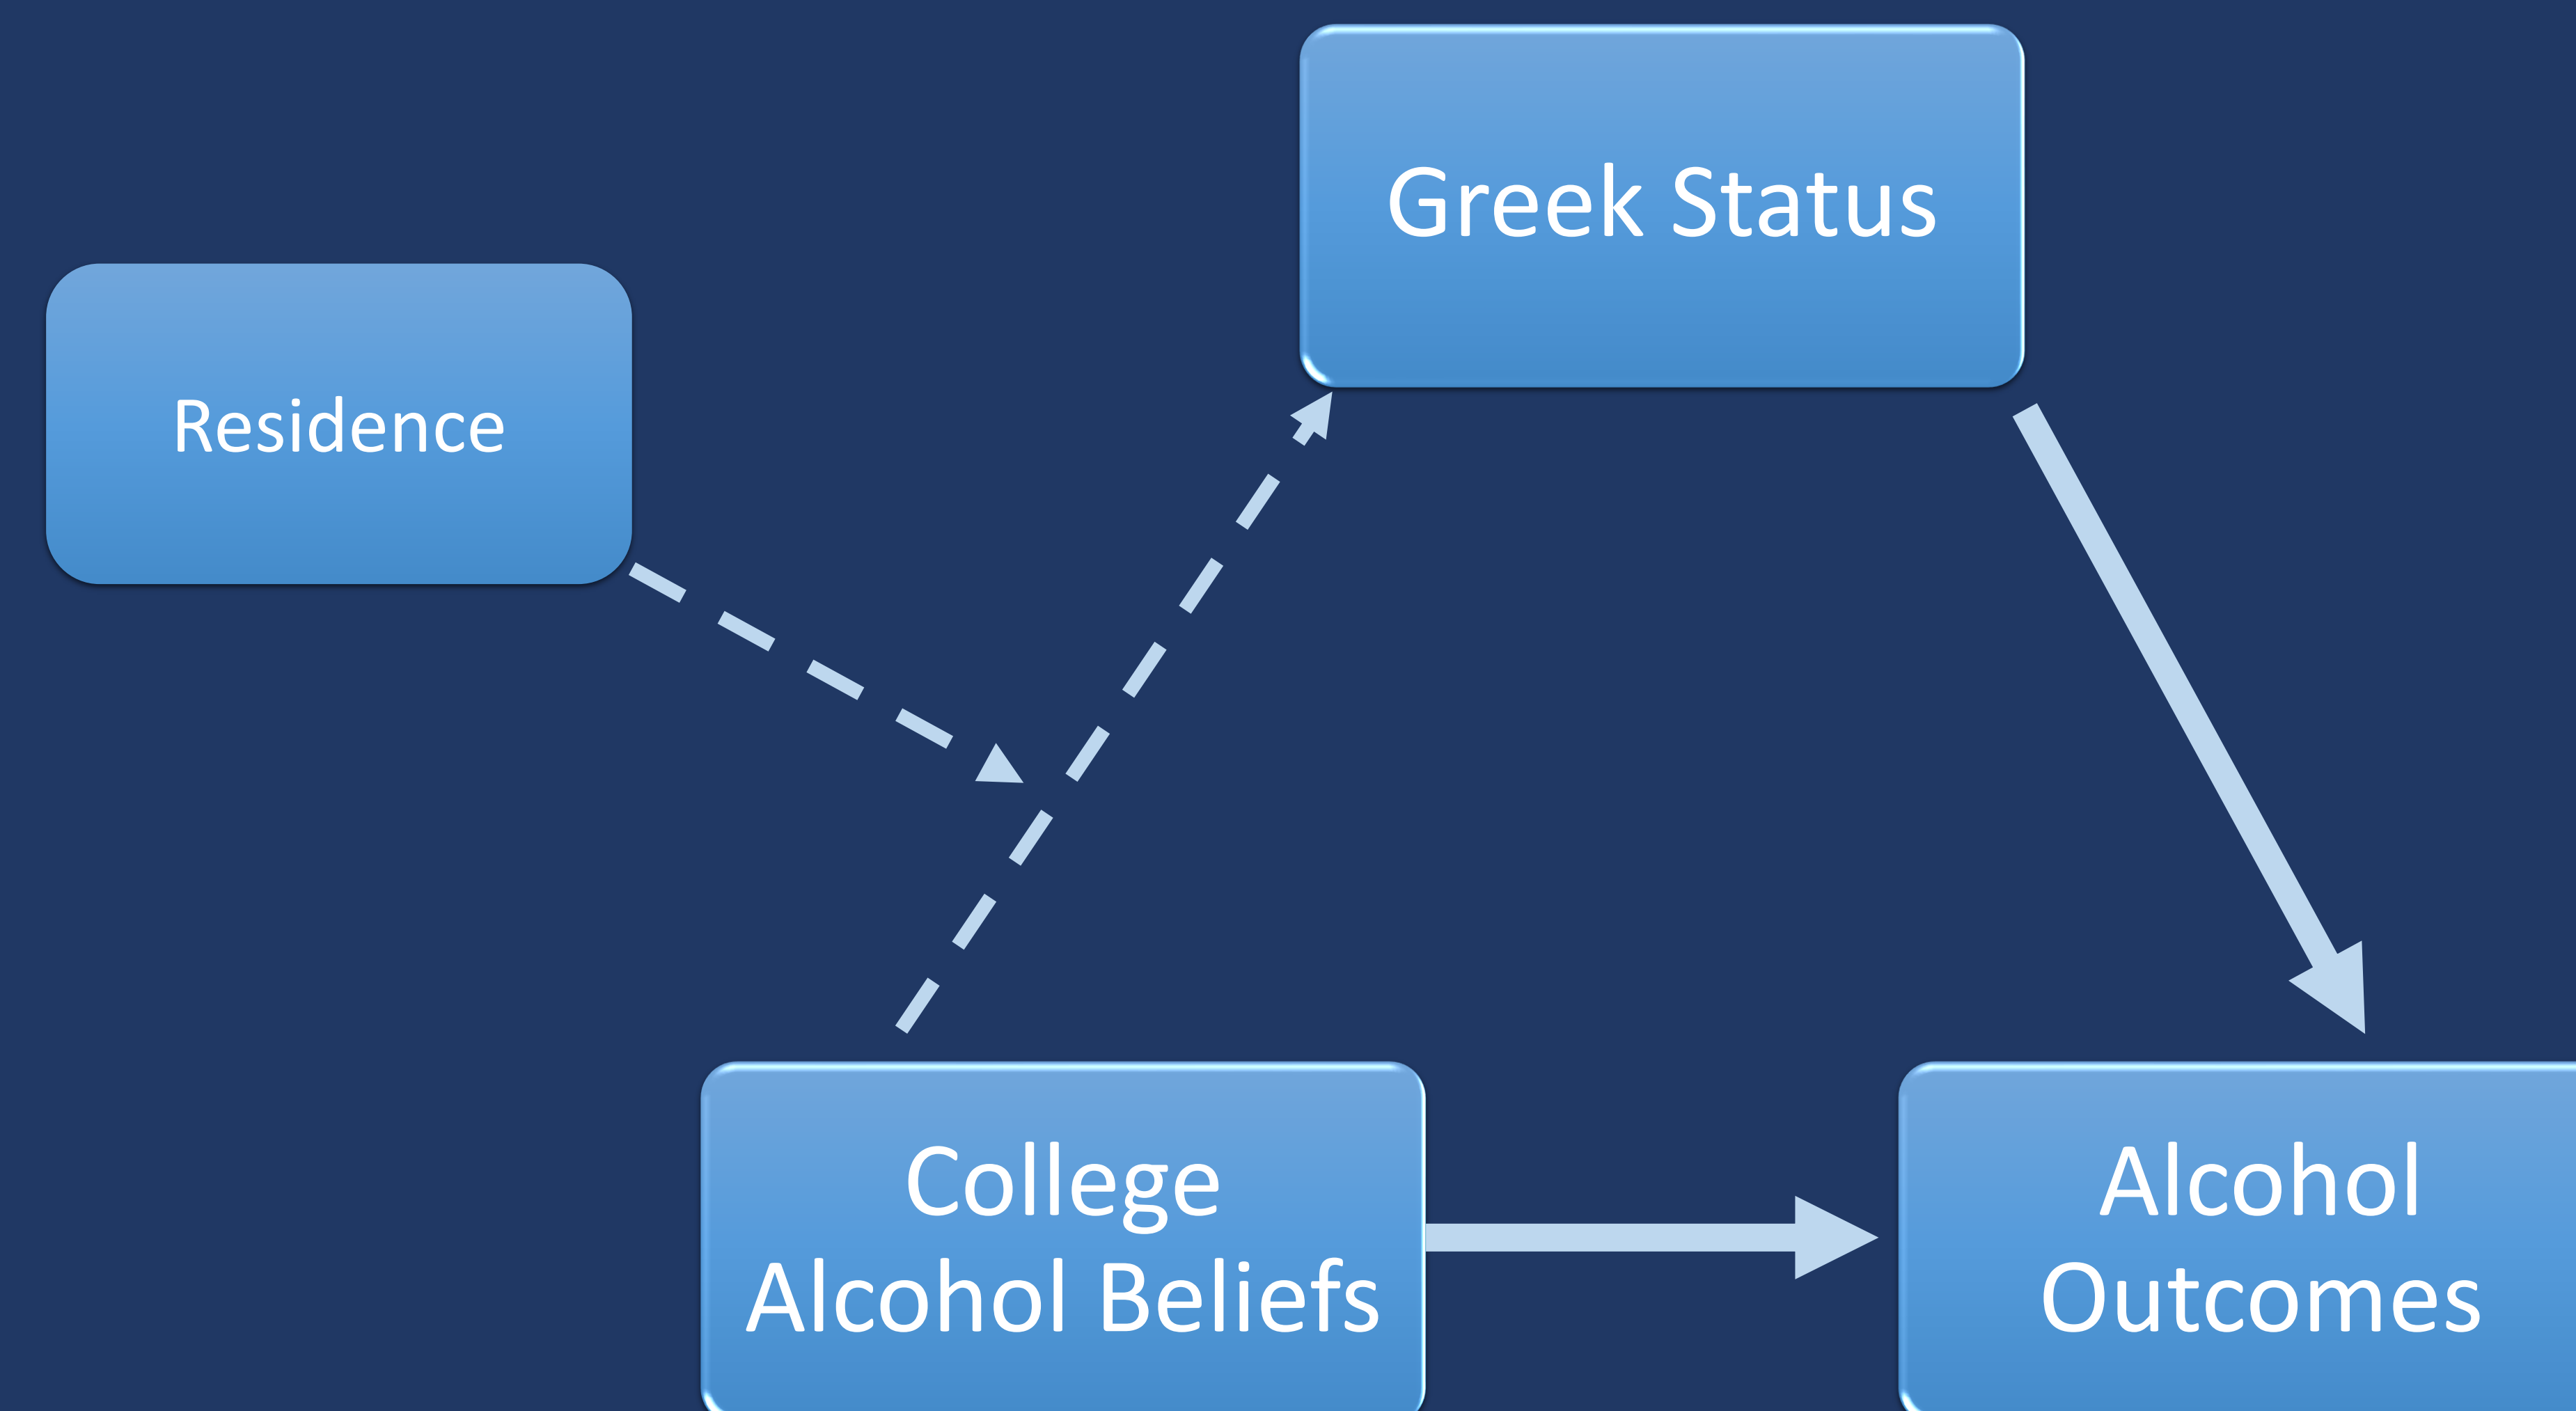 Greek Status
Residence
College
Alcohol Beliefs
Alcohol
Outcomes